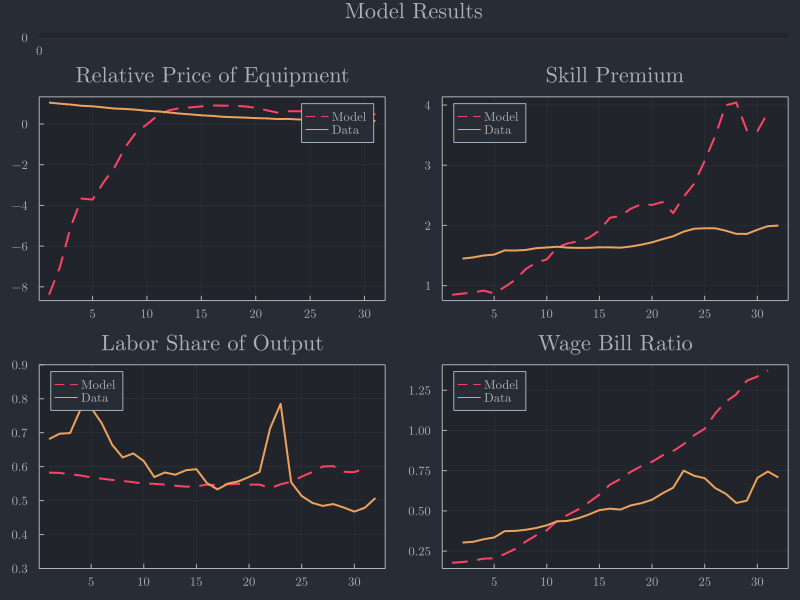 Model Results
0
0
Relative Price of Equipment
Model
Data
0
−2
−4
−6
−8
5 10 15 20 25 30
Skill Premium
Model
Data
4
3
2
1
5 10 15 20 25 30
Labor Share of Output
Model
Data
0.9
0.8
0.7
0.6
0.5
0.4
0.3
5 10 15 20 25 30
Wage Bill Ratio
Model
Data
1.25
1.00
0.75
0.50
0.25
5 10 15 20 25 30